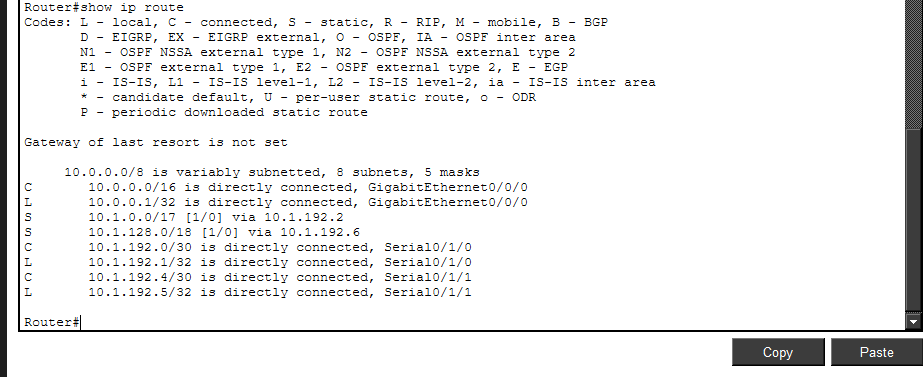 Router#show ip route
Codes: L - local, C - connected, S - static, R - RIP, M - mobile, B - BGP
       D - EIGRP, EX - EIGRP external, O - OSPF, IA - OSPF inter area
       N1 - OSPF NSSA external type 1, N2 - OSPF NSSA external type 2
       E1 - OSPF external type 1, E2 - OSPF external type 2, E - EGP
       i - IS-IS, L1 - IS-IS level-1, L2 - IS-IS level-2, ia - IS-IS inter area
       * - candidate default, U - per-user static route, o - ODR
       P - periodic downloaded static route

Gateway of last resort is not set

     10.0.0.0/8 is variably subnetted, 8 subnets, 5 masks
C       10.0.0.0/16 is directly connected, GigabitEthernet0/0/0
L       10.0.0.1/32 is directly connected, GigabitEthernet0/0/0
S       10.1.0.0/17 [1/0] via 10.1.192.2
S       10.1.128.0/18 [1/0] via 10.1.192.6
C       10.1.192.0/30 is directly connected, Serial0/1/0
L       10.1.192.1/32 is directly connected, Serial0/1/0
C       10.1.192.4/30 is directly connected, Serial0/1/1
L       10.1.192.5/32 is directly connected, Serial0/1/1

Router#
Copy Paste